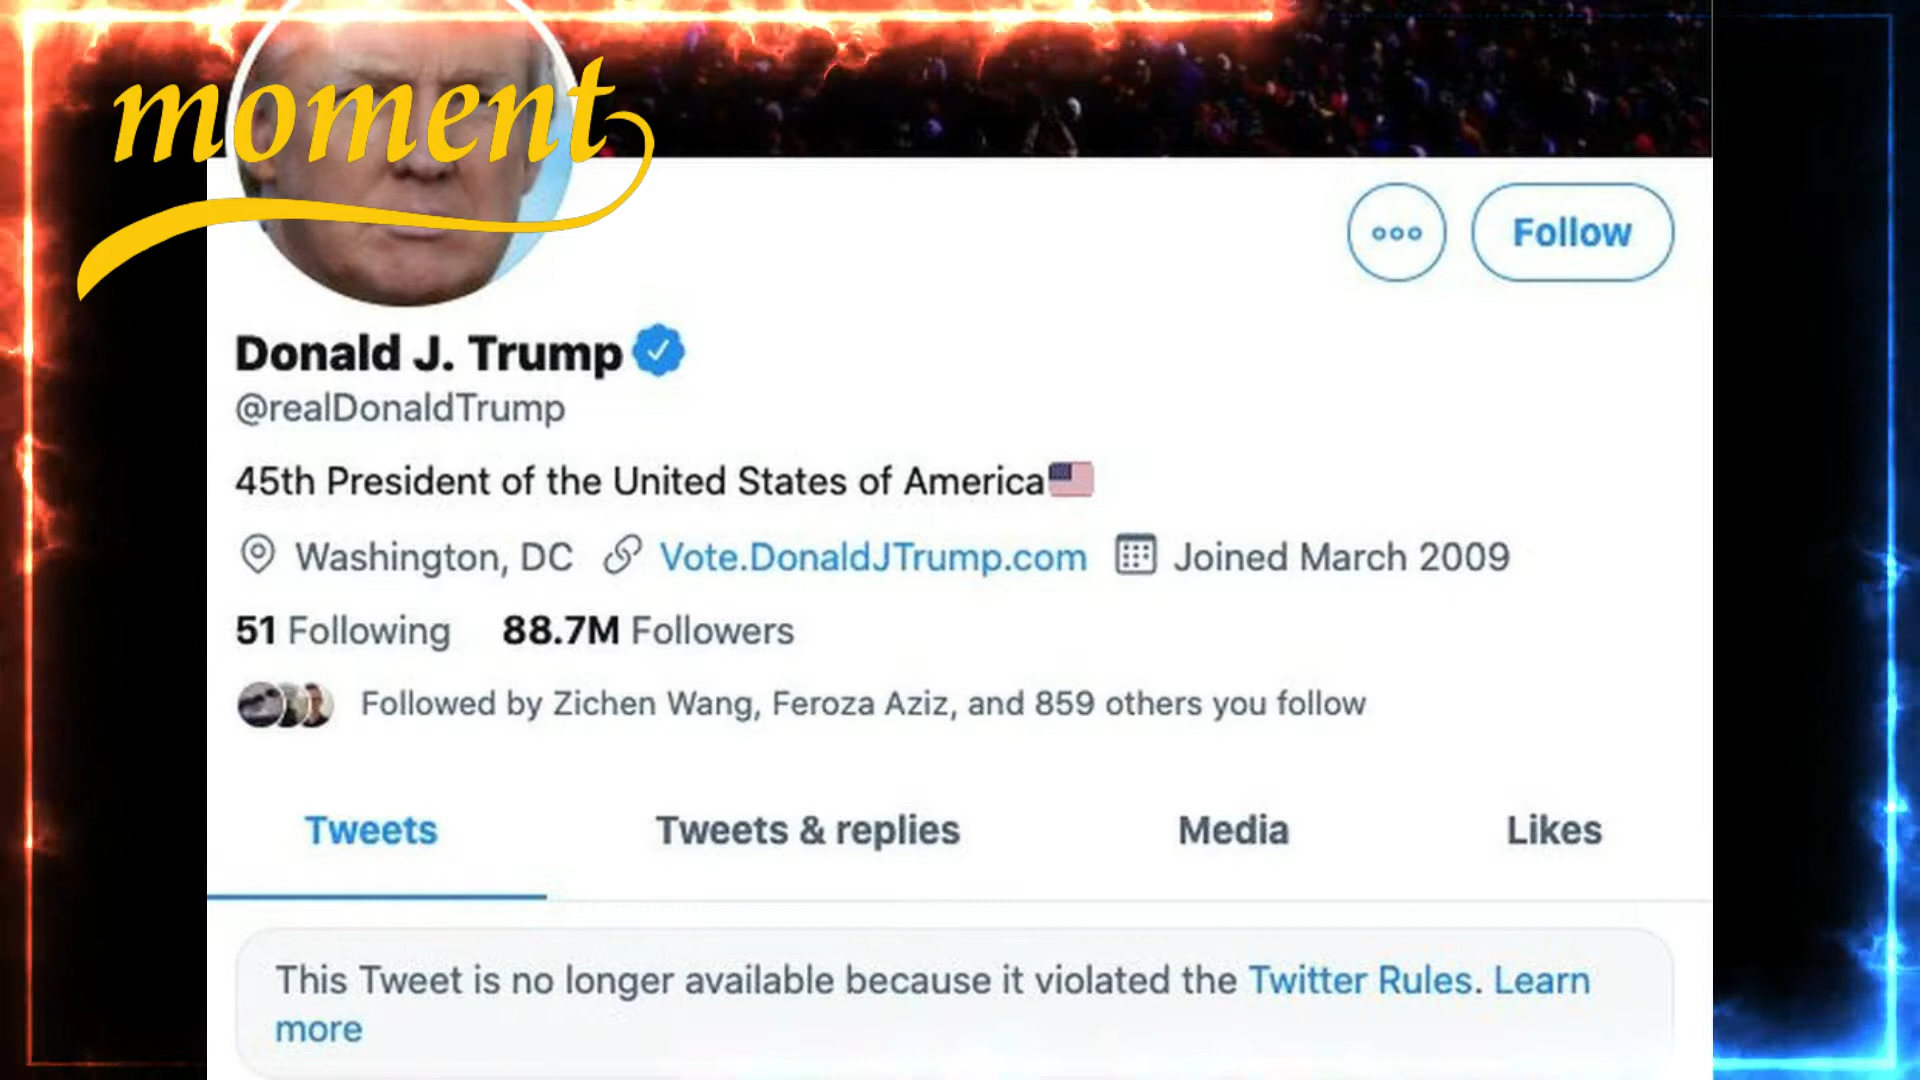 moment
Follow
Donald J. Trump
@realDonaldTrump
45th President of the United States of America
Washington, DC Vote.DonaldJTrump.com Joined March 2009
51 Following 88.7M Followers
Followed by Zichen Wang, Feroza Aziz, and 859 others you follow
Tweets Tweets & replies Media Likes
This Tweet is no longer available because it violated the Twitter Rules. Learn
more